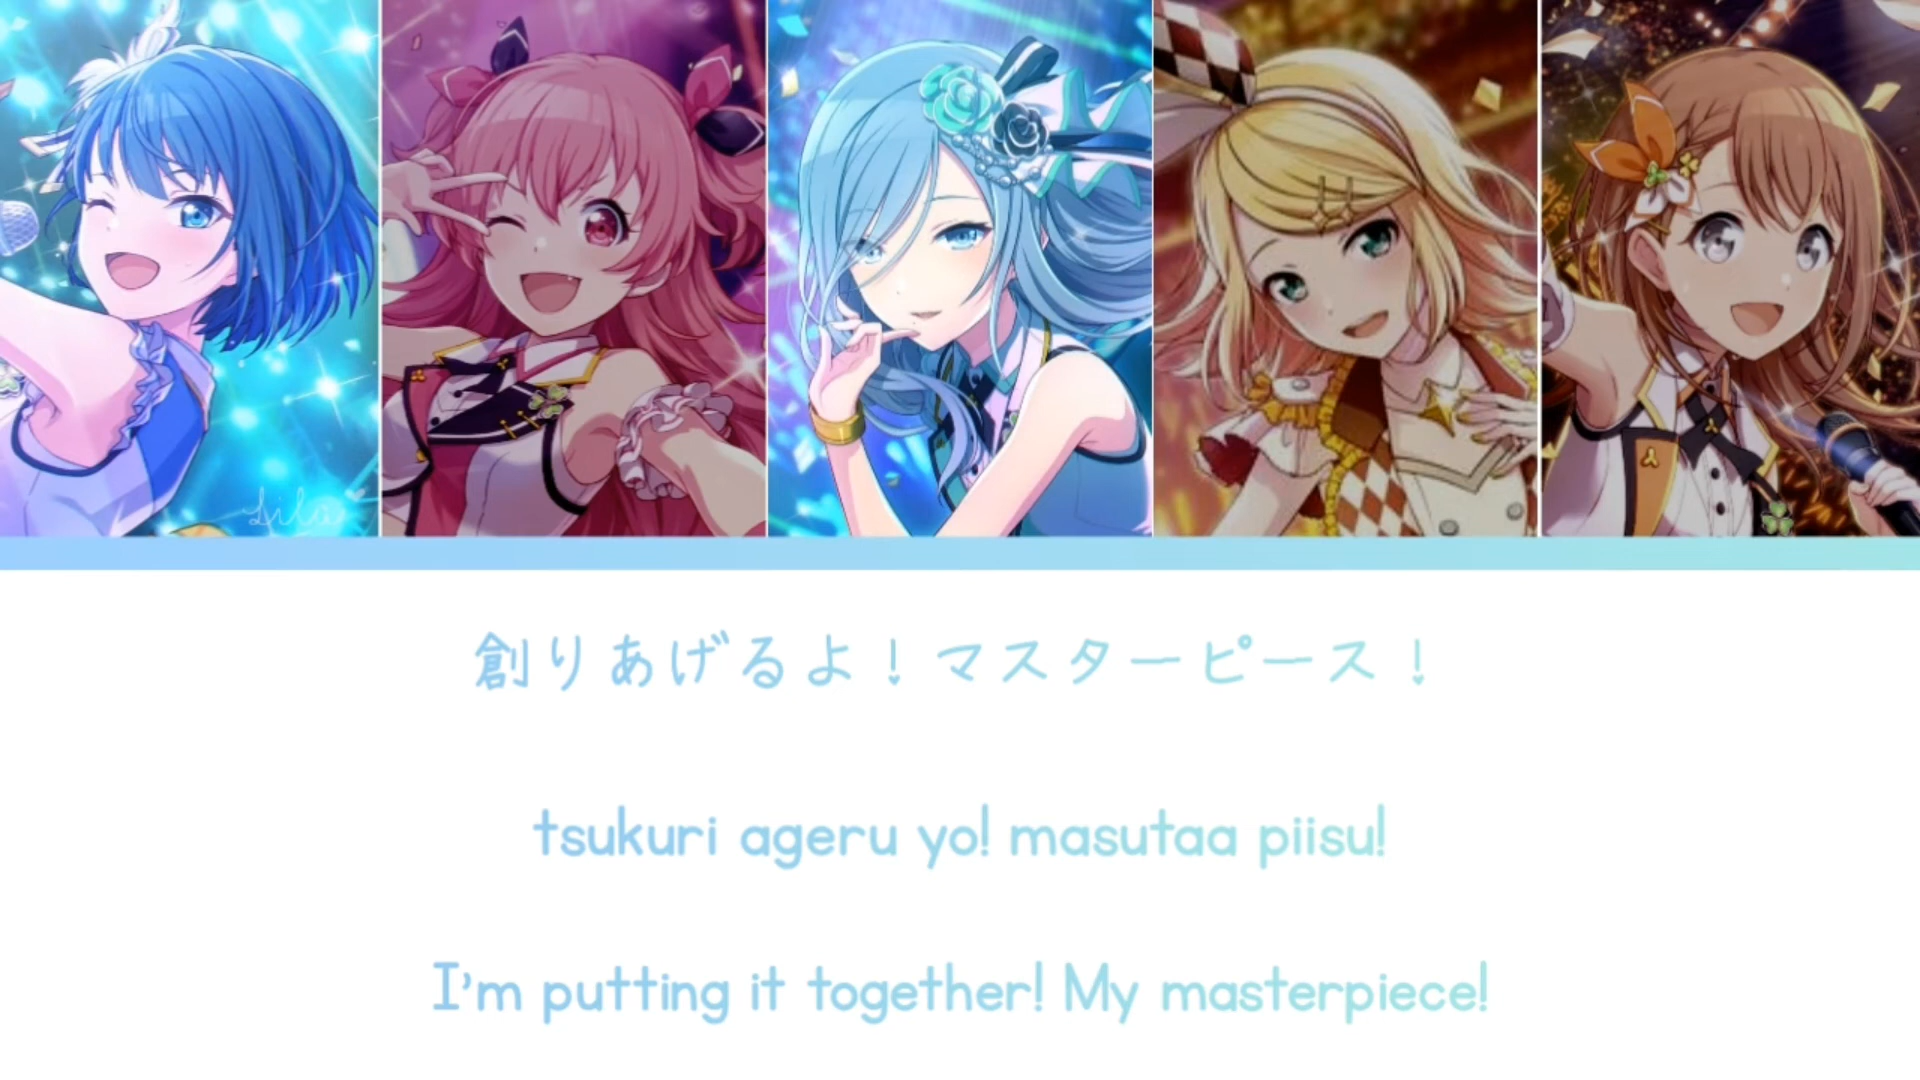 Lila
創りあげるよ！マスターピース！
tsukuri ageru yo! masutaa piisu!
I'm putting it together! My masterpiece!